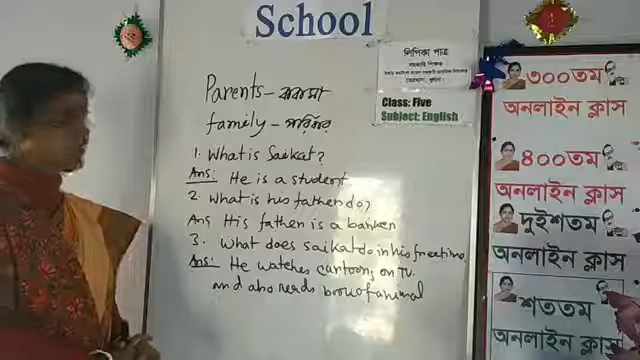 School
লিপিকা পাত্র
সহকারী শিক্ষক
Class: Five
Subject: English
Parents - বাবা মা
family - পরিবার
1. What is Saikat?
Ans: He is a student
2. What is his father do?
Ans His father is a banker
3. What does saikat do in his freetime
Ans: He watches cartoons on TV.
and also reads of animal
৩০০তম
অনলাইন ক্লাস
৪০০তম
অনলাইন ক্লাস
দুইশতম
অনলাইন ক্লাস
শততম
অনলাইন ক্লাস